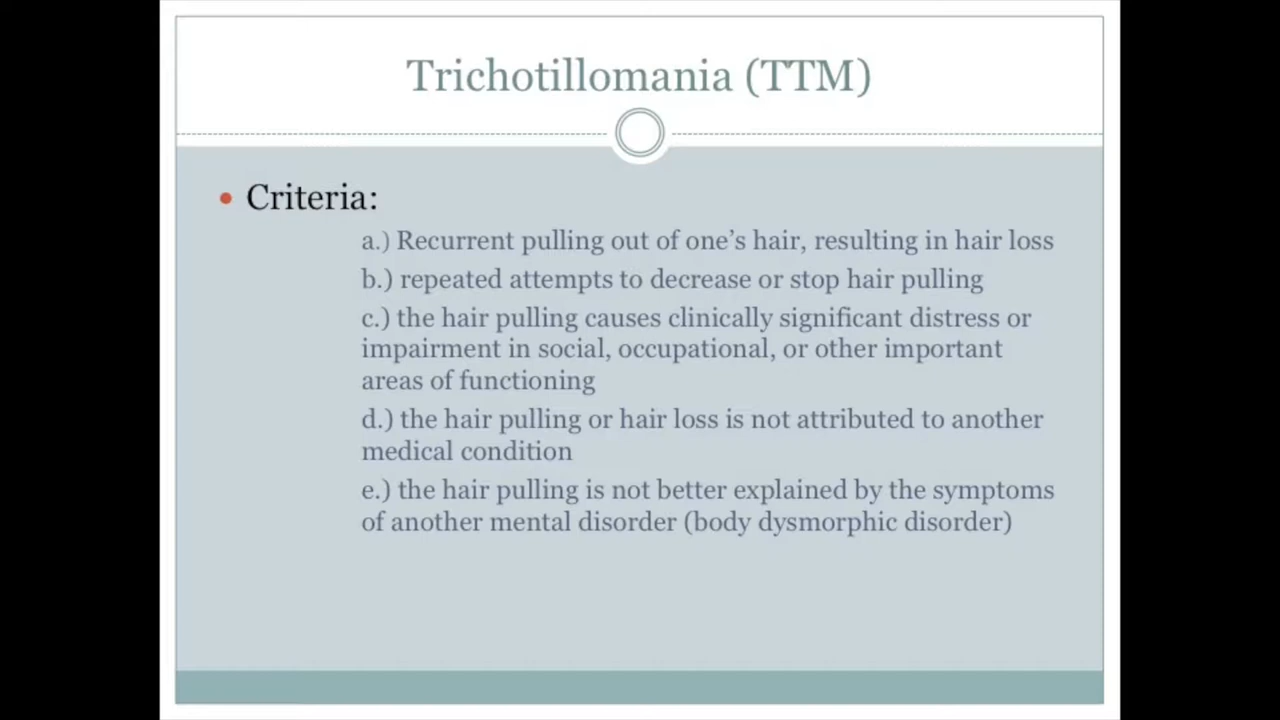 Trichotillomania (TTM)
• Criteria:
a.) Recurrent pulling out of one’s hair, resulting in hair loss
b.) repeated attempts to decrease or stop hair pulling
c.) the hair pulling causes clinically significant distress or
impairment in social, occupational, or other important
areas of functioning
d.) the hair pulling or hair loss is not attributed to another
medical condition
e.) the hair pulling is not better explained by the symptoms
of another mental disorder (body dysmorphic disorder)